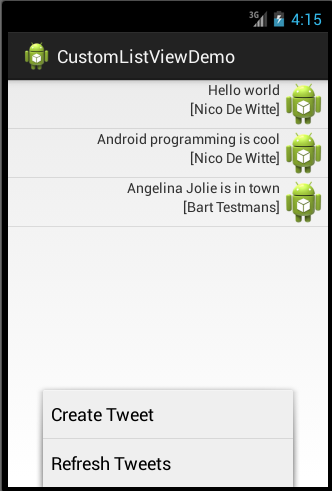 3G 4:15
CustomListViewDemo
Hello world
[Nico De Witte]
Android programming is cool
[Nico De Witte]
Angelina Jolie is in town
[Bart Testmans]
Create Tweet
Refresh Tweets